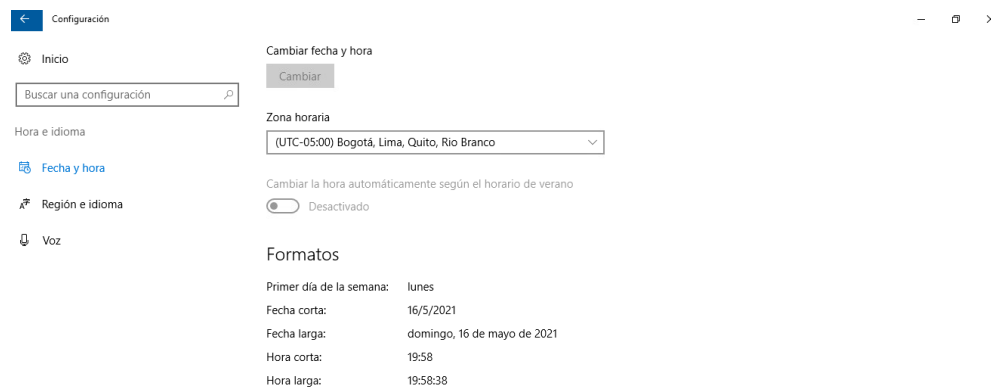 Configuración
Inicio
Buscar una configuración
Hora e idioma
Fecha y hora
Región e idioma
Voz
Cambiar fecha y hora
Cambiar
Zona horaria
(UTC-05:00) Bogotá, Lima, Quito, Rio Branco
Cambiar la hora automáticamente según el horario de verano
Desactivado
Formatos
Primer día de la semana: lunes
Fecha corta: 16/5/2021
Fecha larga: domingo, 16 de mayo de 2021
Hora corta: 19:58
Hora larga: 19:58:38